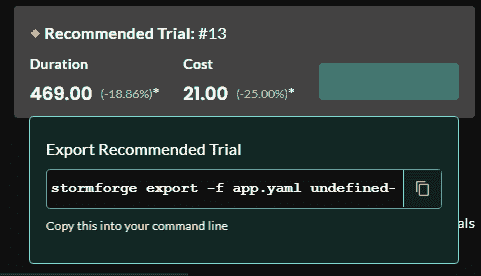 Recommended Trial: #13
Duration Cost
469.00 (-18.86%)* 21.00 (-25.00%)*
Export Recommended Trial
stormforge export -f app.yaml undefined-
Copy this into your command line
als